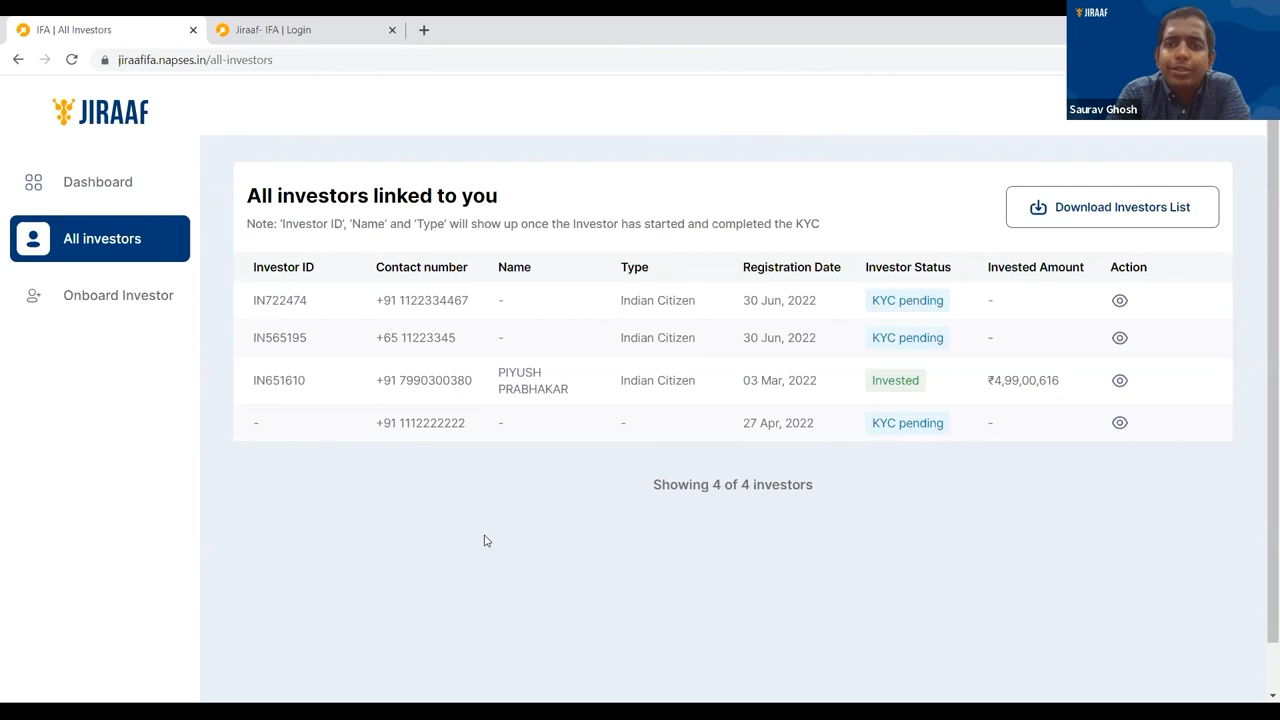 IFA | All Investors
Jiraaf- IFA | Login
jiraafifa.napses.in/all-investors
JIRAAF
Saurav Ghosh
JIRAAF
Dashboard
All investors
Onboard Investor
All investors linked to you
Note: 'Investor ID', 'Name' and 'Type' will show up once the Investor has started and completed the KYC
Download Investors List
Investor ID Contact number Name Type Registration Date Investor Status Invested Amount Action
IN722474 +91 1122334467 - Indian Citizen 30 Jun, 2022 KYC pending -
IN565195 +65 11223345 - Indian Citizen 30 Jun, 2022 KYC pending -
IN651610 +91 7990300380 PIYUSH PRABHAKAR Indian Citizen 03 Mar, 2022 Invested ₹4,99,00,616
- +91 1112222222 - - 27 Apr, 2022 KYC pending -
Showing 4 of 4 investors